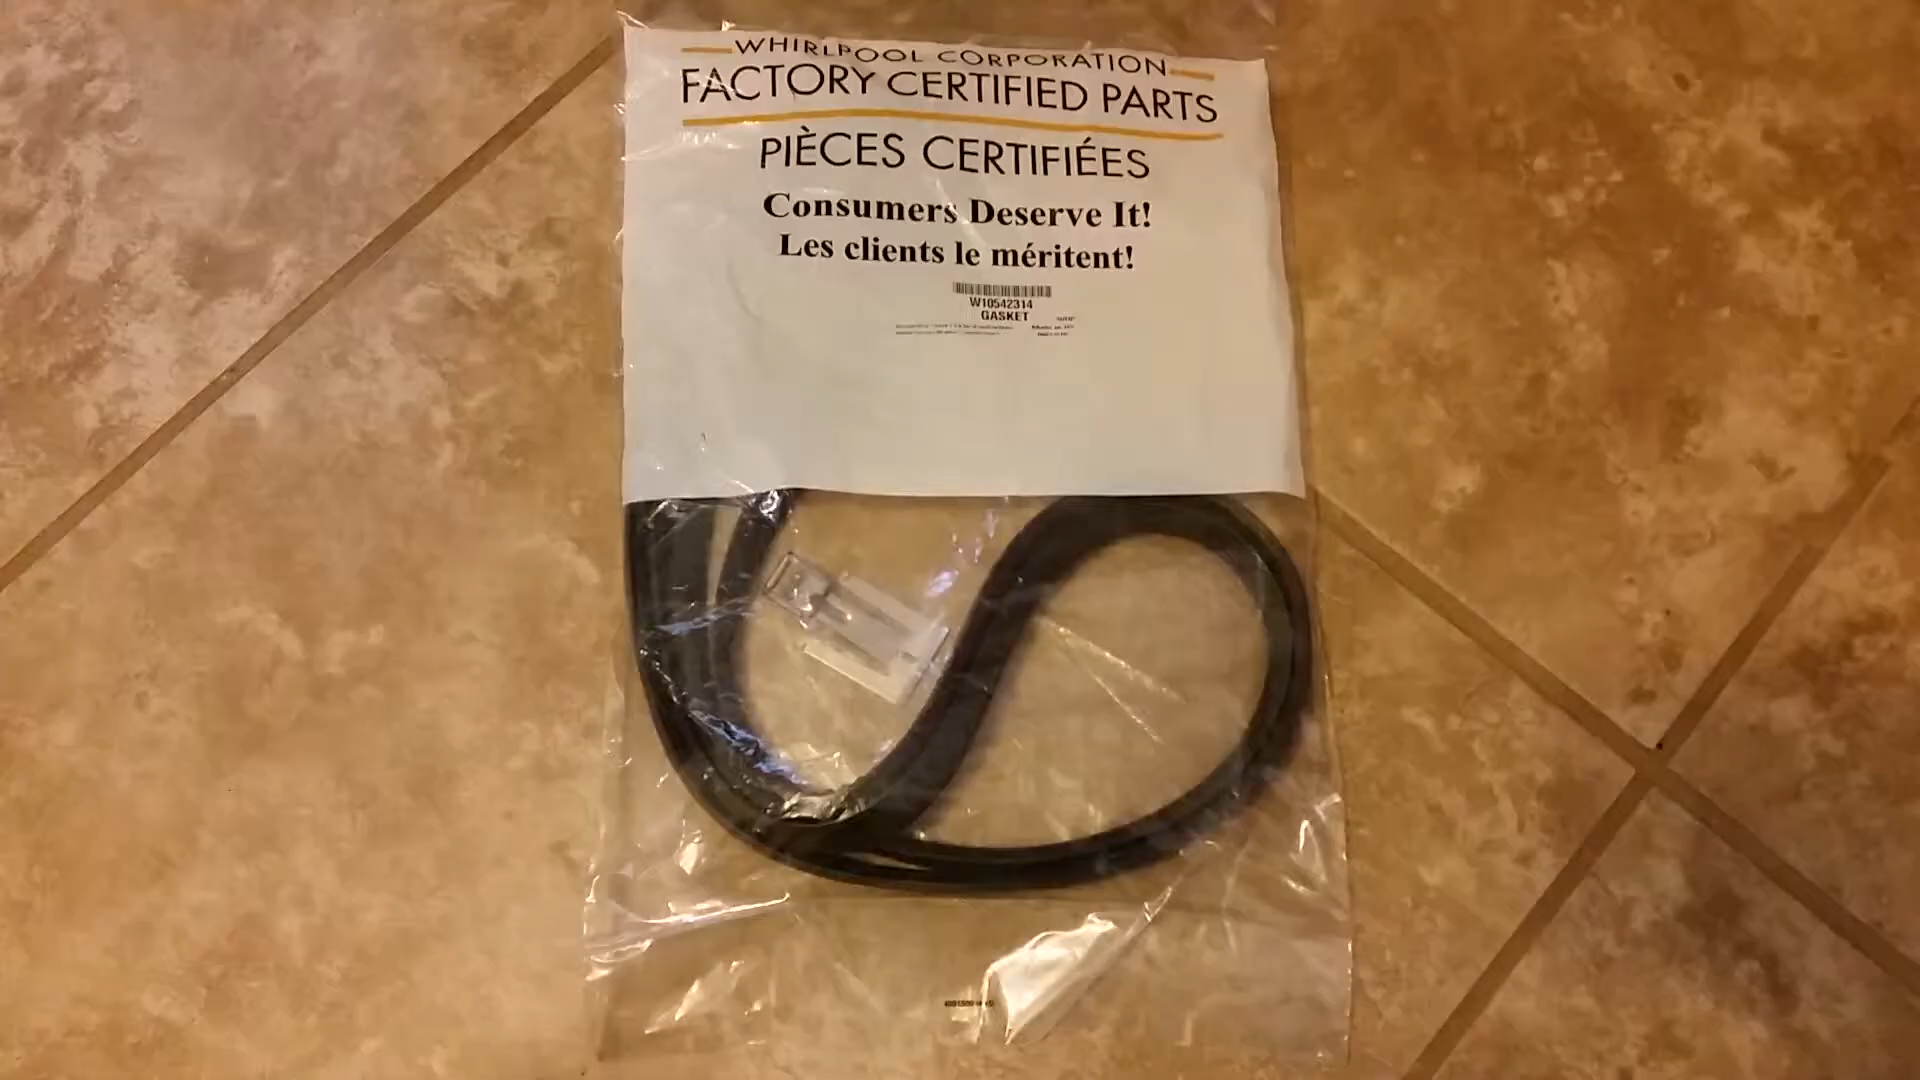 WHIRLPOOL CORPORATION
FACTORY CERTIFIED PARTS
PIÈCES CERTIFIÉES
Consumers Deserve It!
Les clients le méritent!
W10542314
GASKET